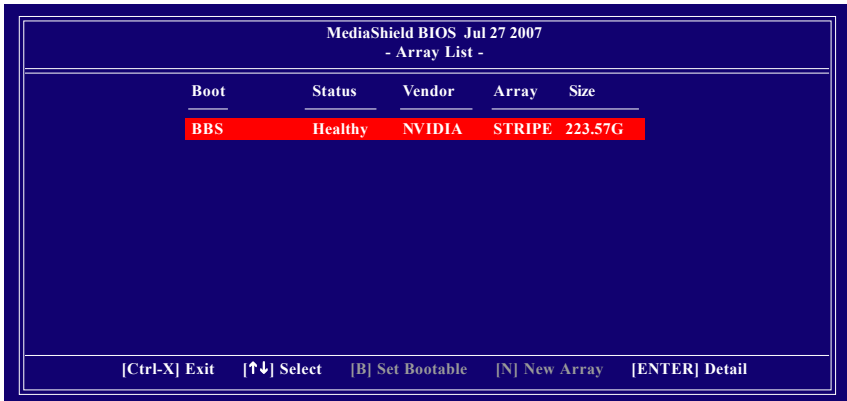 MediaShield BIOS Jul 27 2007
- Array List -
Boot Status Vendor Array Size
BBS Healthy NVIDIA STRIPE 223.57G
[Ctrl-X] Exit [↑↓] Select [B] Set Bootable [N] New Array [ENTER] Detail